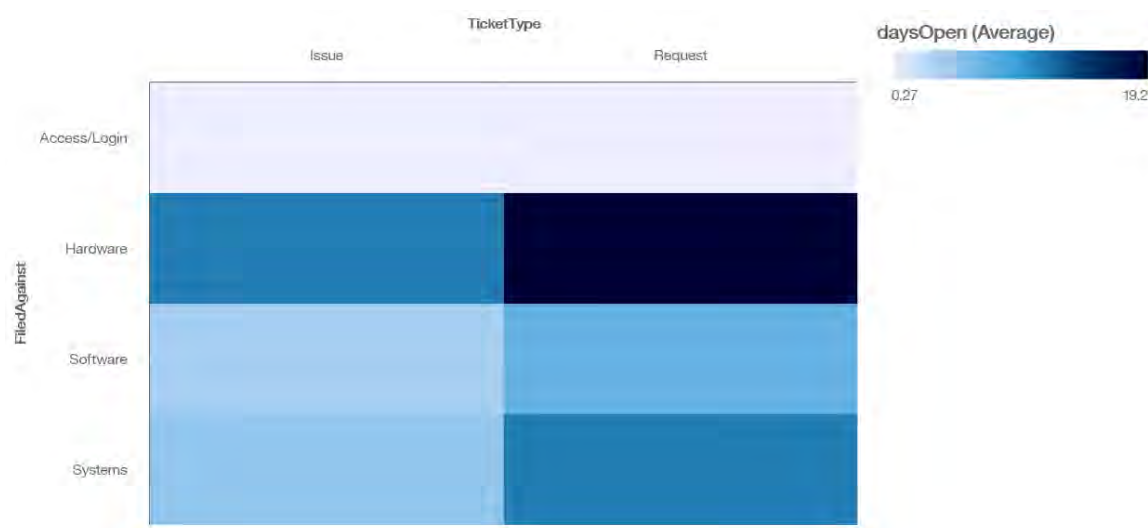 TicketType
Issue Request
daysOpen (Average)
0.27 19.2
Access/Login
Hardware
FiledAgainst
Software
Systems